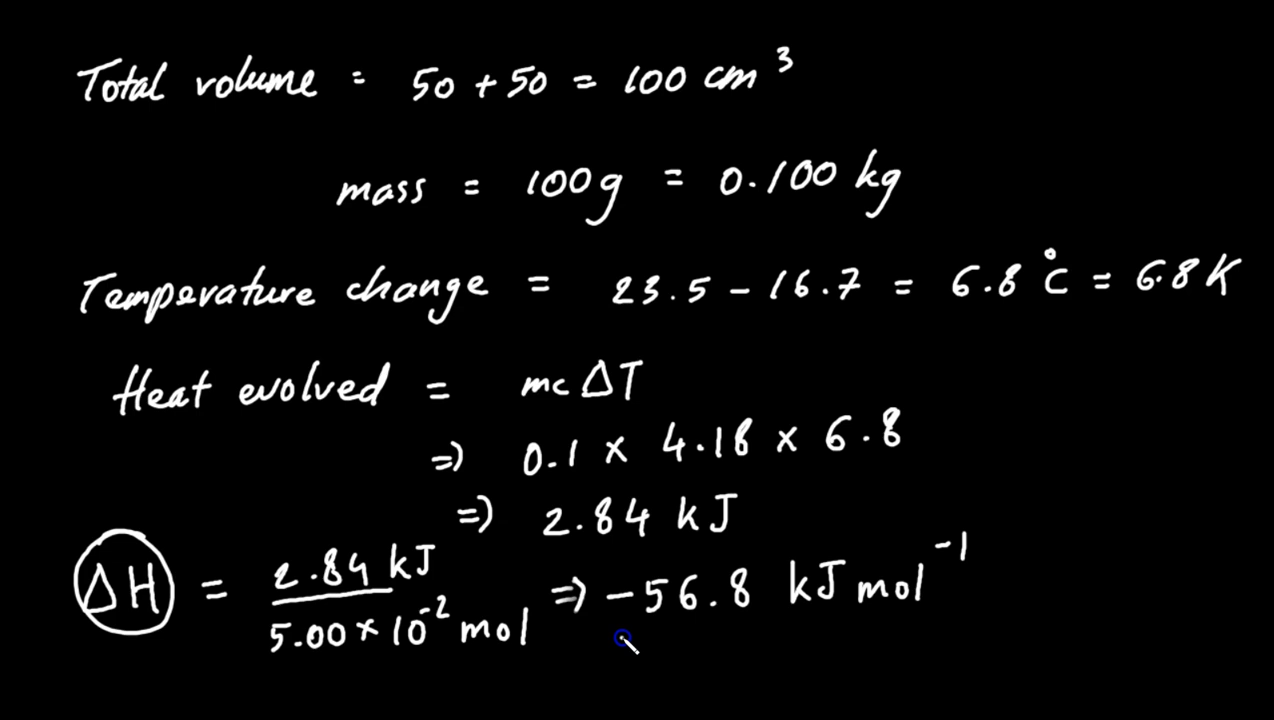 Total volume = 50 + 50 = 100 cm³
mass = 100g = 0.100 kg
Temperature change = 23.5 - 16.7 = 6.8 °C = 6.8 K
Heat evolved = mc ΔT
=> 0.1 x 4.18 x 6.8
=> 2.84 kJ
ΔH = 2.84 kJ / 5.00 x 10⁻² mol => -56.8 kJ mol⁻¹